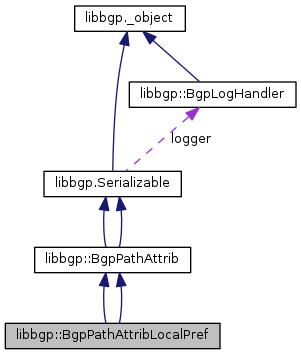 libbgp._object
libbgp::BgpLogHandler
logger
libbgp.Serializable
libbgp::BgpPathAttrib
libbgp::BgpPathAttribLocalPref